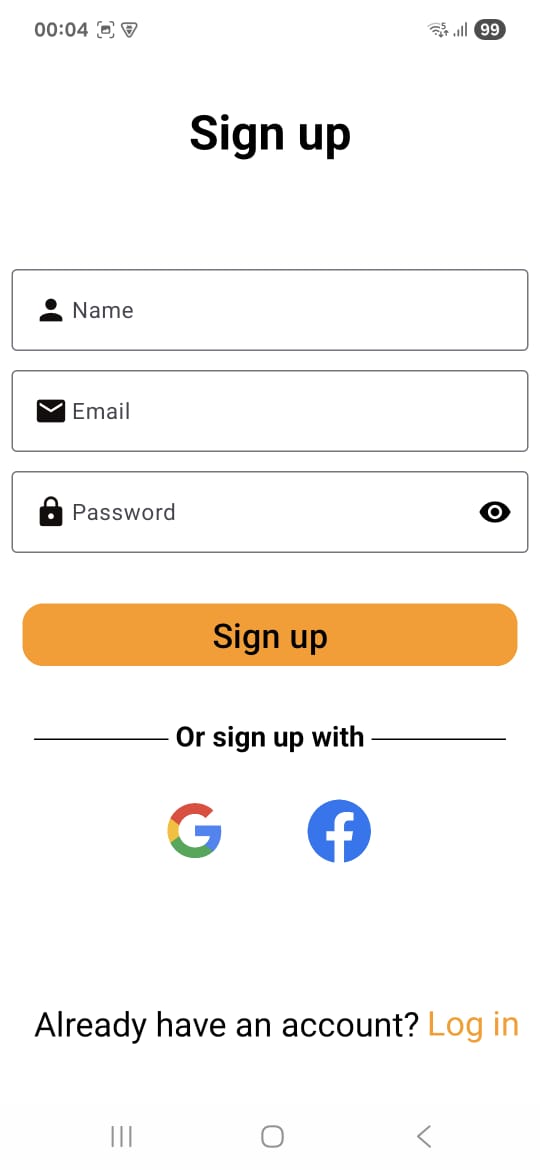 00:04 99
Sign up
Name
Email
Password
Sign up
Or sign up with
Already have an account? Log in